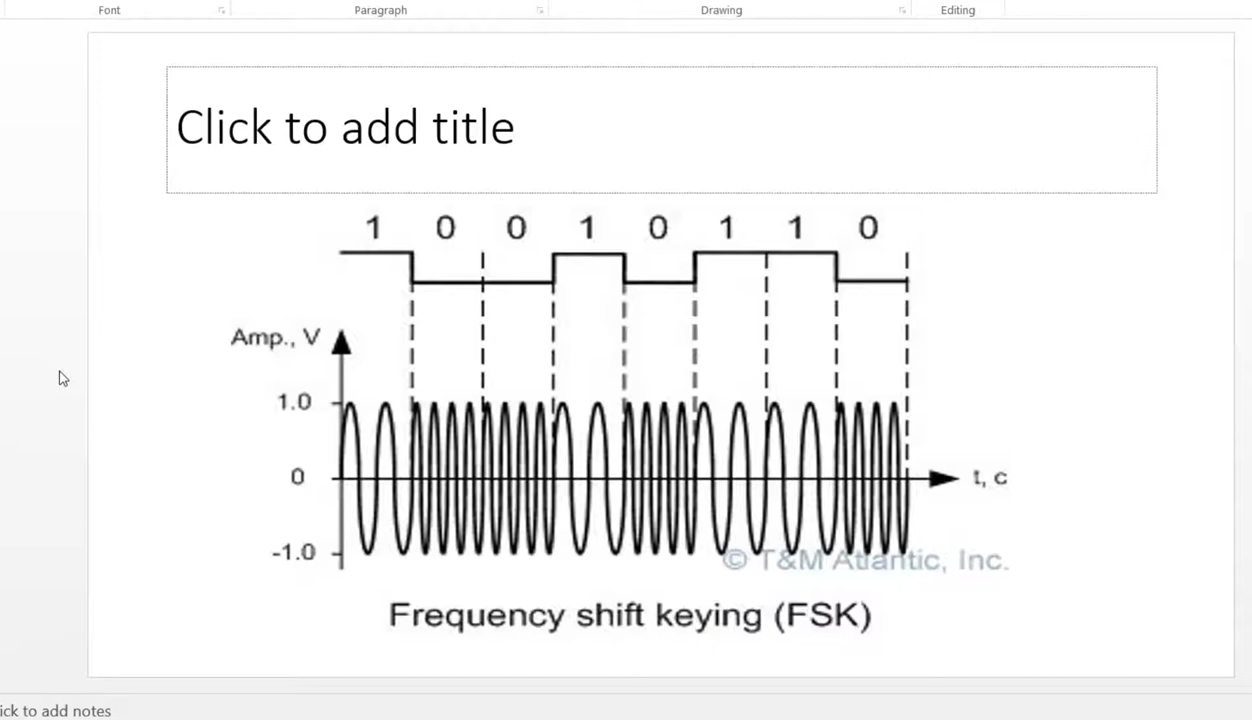 Font Paragraph Drawing Editing
Click to add title
1 0 0 1 0 1 1 0
Amp., V
1.0
0
t, c
-1.0
© T&M Atlantic, Inc.
Frequency shift keying (FSK)
ick to add notes